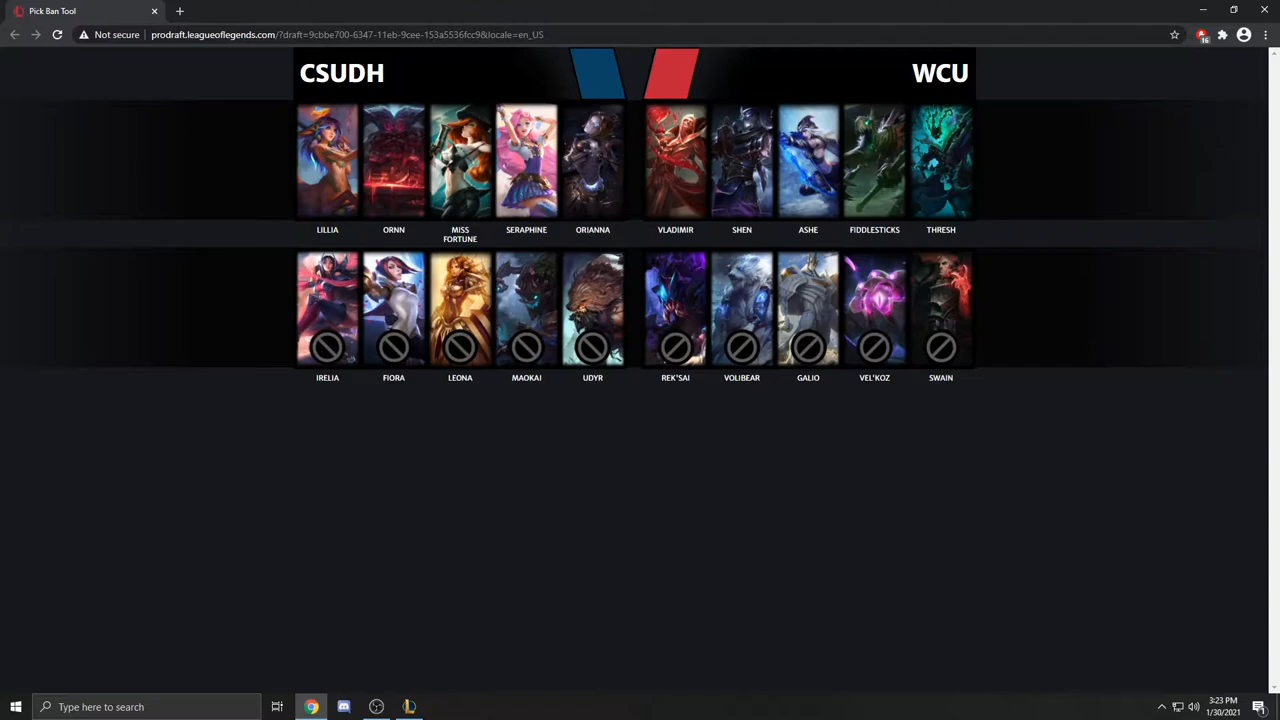 Pick Ban Tool
Not secure
prodraft.leagueoflegends.com/?draft=9cbbe700-6347-11eb-9cee-153a5536fcc9&locale=en_US
16
CSUDH
WCU
LILLIA
ORNN
MISS
FORTUNE
SERAPHINE
ORIANNA
VLADIMIR
SHEN
ASHE
FIDDLESTICKS
THRESH
IRELIA
FIORA
LEONA
MAOKAI
UDYR
REK'SAI
VOLIBEAR
GALIO
VEL'KOZ
SWAIN
Type here to search
3:23 PM
1/30/2021
1